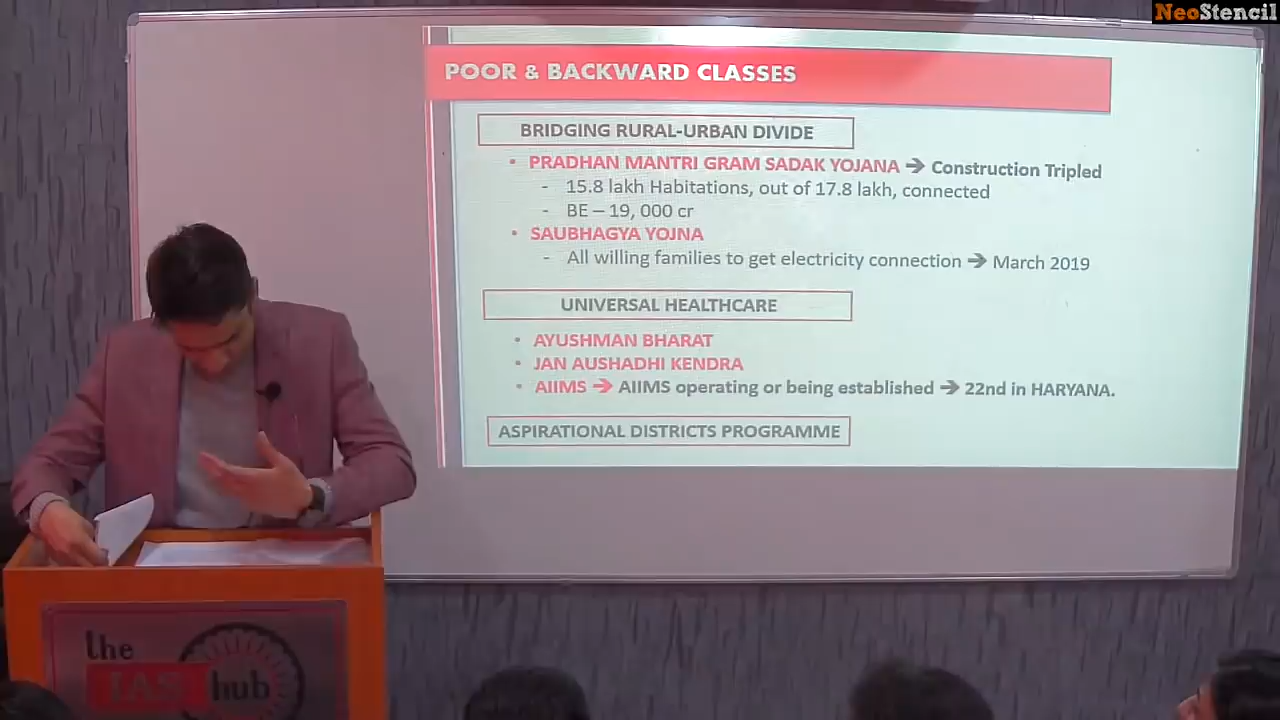 NeoStencil
POOR & BACKWARD CLASSES
BRIDGING RURAL-URBAN DIVIDE
• PRADHAN MANTRI GRAM SADAK YOJANA ➔ Construction Tripled
- 15.8 lakh Habitations, out of 17.8 lakh, connected
- BE – 19, 000 cr
• SAUBHAGYA YOJNA
- All willing families to get electricity connection ➔ March 2019
UNIVERSAL HEALTHCARE
• AYUSHMAN BHARAT
• JAN AUSHADHI KENDRA
• AIIMS ➔ AIIMS operating or being established ➔ 22nd in HARYANA.
ASPIRATIONAL DISTRICTS PROGRAMME
the
IAS hub